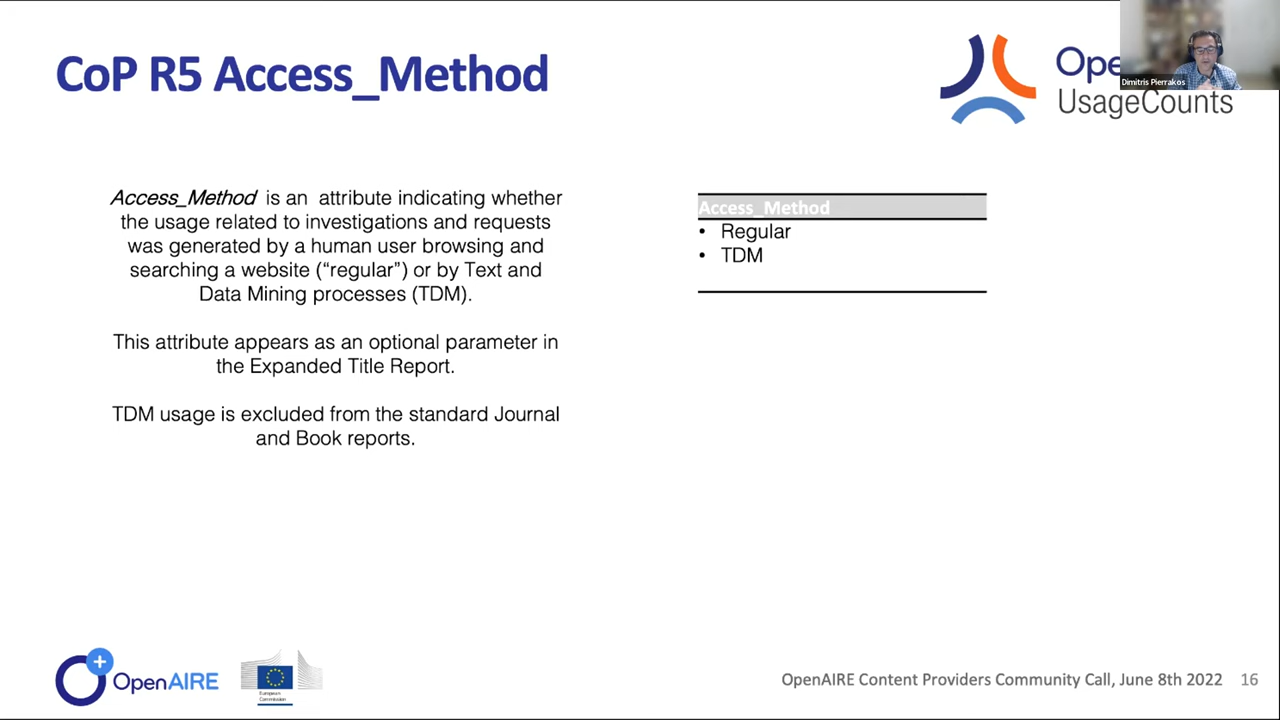 CoP R5 Access_Method
Ope
UsageCounts
Dimitris Pierrakos
Access_Method is an attribute indicating whether
the usage related to investigations and requests
was generated by a human user browsing and
searching a website (“regular”) or by Text and
Data Mining processes (TDM).
This attribute appears as an optional parameter in
the Expanded Title Report.
TDM usage is excluded from the standard Journal
and Book reports.
Access_Method
• Regular
• TDM
OpenAIRE
European
Commission
OpenAIRE Content Providers Community Call, June 8th 2022 16